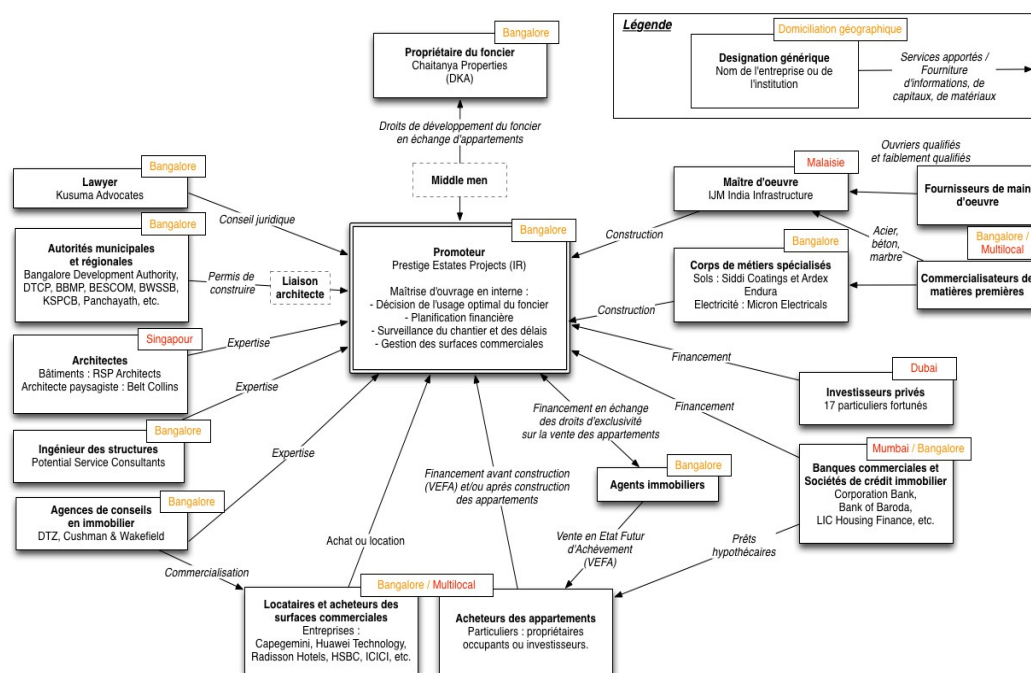 Bangalore
Propriétaire du foncier
Chaitanya Properties
(DKA)
Légende
Domiciliation géographique
Designation générique
Nom de l'entreprise ou de
l'institution
Services apportés /
Fourniture
d'informations, de
capitaux, de matériaux
Droits de développement du foncier
en échange d'appartements
Middle men
Bangalore
Lawyer
Kusuma Advocates
Conseil juridique
Bangalore
Autorités municipales
et régionales
Bangalore Development Authority,
DTCP, BBMP, BESCOM, BWSSB,
KSPCB, Panchayath, etc.
Permis de
construire
Liaison
architecte
Bangalore
Promoteur
Prestige Estates Projects (IR)
Maîtrise d'ouvrage en interne :
- Décision de l'usage optimal du foncier
- Planification financière
- Surveillance du chantier et des délais
- Gestion des surfaces commerciales
Malaisie
Maître d'oeuvre
IJM India Infrastructure
Construction
Ouvriers qualifiés
et faiblement qualifiés
Fournisseurs de main
d'oeuvre
Acier,
béton,
marbre
Bangalore /
Multilocal
Commercialisateurs de
matières premières
Bangalore
Corps de métiers spécialisés
Sols : Siddi Coatings et Ardex
Endura
Electricité : Micron Electricals
Construction
Singapour
Architectes
Bâtiments : RSP Architects
Architecte paysagiste : Belt Collins
Expertise
Bangalore
Ingénieur des structures
Potential Service Consultants
Expertise
Bangalore
Agences de conseils
en immobilier
DTZ, Cushman & Wakefield
Expertise
Commercialisation
Financement
Dubai
Investisseurs privés
17 particuliers fortunés
Financement
Mumbai / Bangalore
Banques commerciales et
Sociétés de crédit immobilier
Corporation Bank,
Bank of Baroda,
LIC Housing Finance, etc.
Prêts
hypothécaires
Financement en échange
des droits d'exclusivité
sur la vente des appartements
Bangalore
Agents immobiliers
Financement avant construction
(VEFA) et/ou après construction
des appartements
Vente en Etat Futur
d'Achèvement
(VEFA)
Achat ou location
Bangalore / Multilocal
Locataires et acheteurs des
surfaces commerciales
Entreprises :
Capegemini, Huawei Technology,
Radisson Hotels, HSBC, ICICI, etc.
Acheteurs des appartements
Particuliers : propriétaires
occupants ou investisseurs.